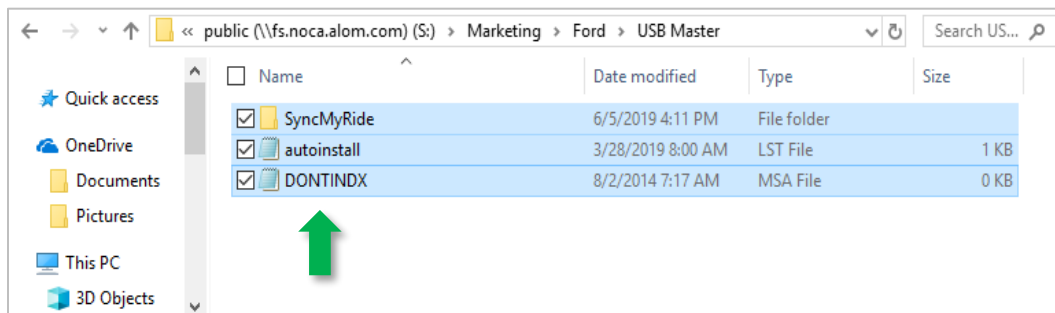 « public (\\fs.noca.alom.com) (S:) > Marketing > Ford > USB Master Search US...
Name Date modified Type Size
Quick access
SyncMyRide 6/5/2019 4:11 PM File folder
OneDrive
autoinstall 3/28/2019 8:00 AM LST File 1 KB
Documents
DONTINDX 8/2/2014 7:17 AM MSA File 0 KB
Pictures
This PC
3D Objects